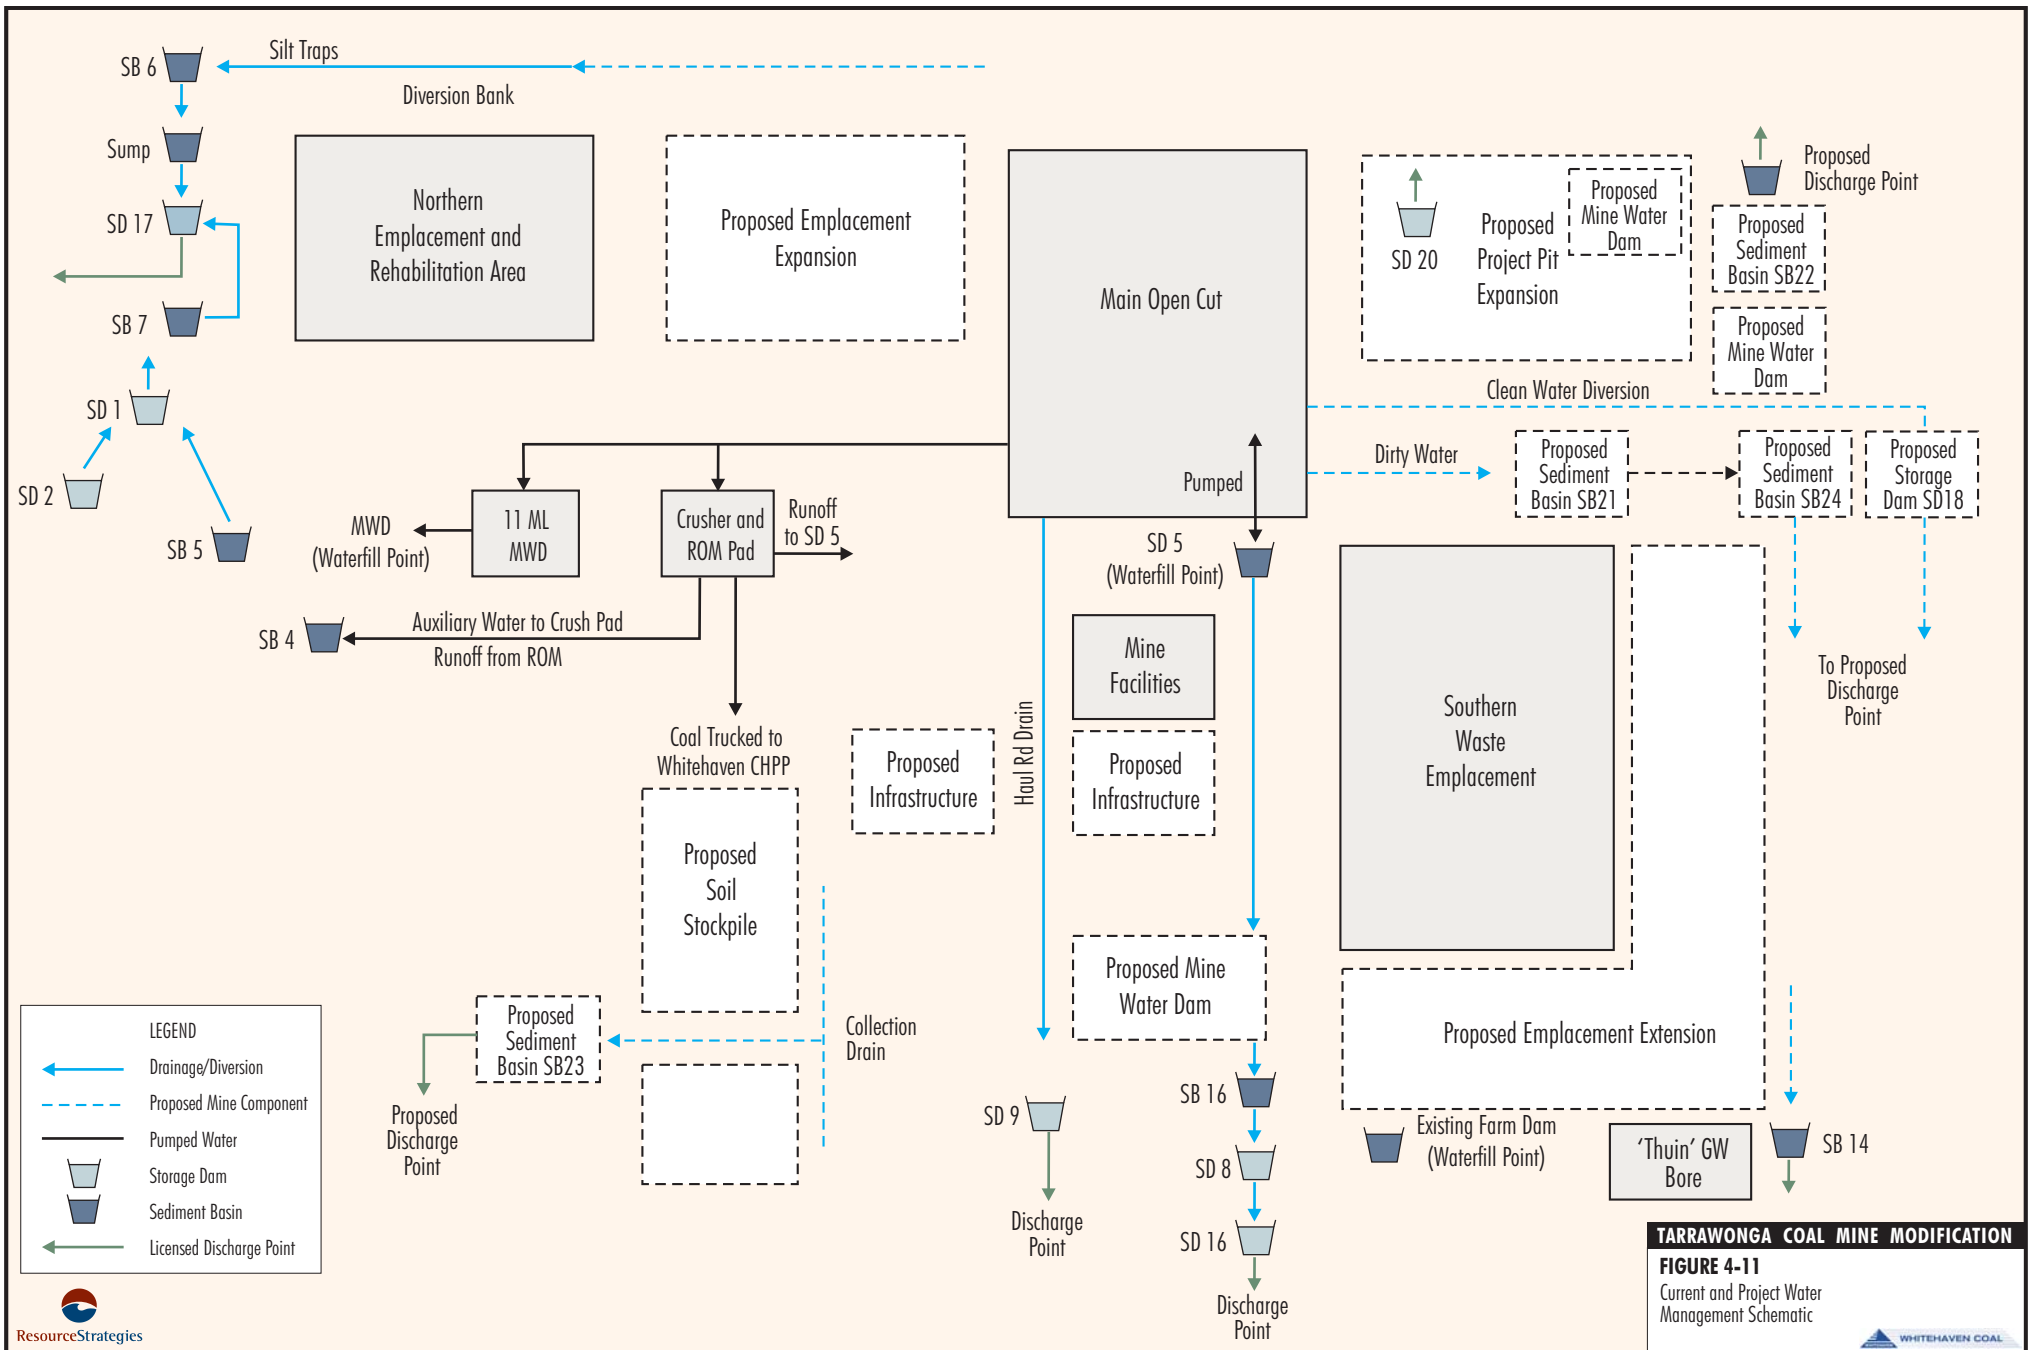 SB 6
Silt Traps
Diversion Bank
Sump
SD 17
SB 7
SD 1
SD 2
SB 5
Northern
Emplacement and
Rehabilitation Area
Proposed Emplacement
Expansion
Main Open Cut
SD 20
Proposed
Project Pit
Expansion
Proposed
Mine Water
Dam
Proposed
Discharge Point
Proposed
Sediment
Basin SB22
Proposed
Mine Water
Dam
Clean Water Diversion
Dirty Water
Proposed
Sediment
Basin SB21
Proposed
Sediment
Basin SB24
Proposed
Storage
Dam SD18
To Proposed
Discharge
Point
Pumped
SD 5
(Waterfill Point)
MWD
(Waterfill Point)
11 ML
MWD
Crusher and
ROM Pad
Runoff
to SD 5
SB 4
Auxiliary Water to Crush Pad
Runoff from ROM
Coal Trucked to
Whitehaven CHPP
Proposed
Soil
Stockpile
Proposed
Infrastructure
Haul Rd Drain
Mine
Facilities
Proposed
Infrastructure
Southern
Waste
Emplacement
Proposed Mine
Water Dam
Proposed Emplacement Extension
Collection
Drain
Proposed
Sediment
Basin SB23
Proposed
Discharge
Point
SD 9
Discharge
Point
SB 16
SD 8
SD 16
Discharge
Point
Existing Farm Dam
(Waterfill Point)
'Thuin' GW
Bore
SB 14
LEGEND
Drainage/Diversion
Proposed Mine Component
Pumped Water
Storage Dam
Sediment Basin
Licensed Discharge Point
ResourceStrategies
TARRAWONGA COAL MINE MODIFICATION
FIGURE 4-11
Current and Project Water
Management Schematic
WHITEHAVEN COAL